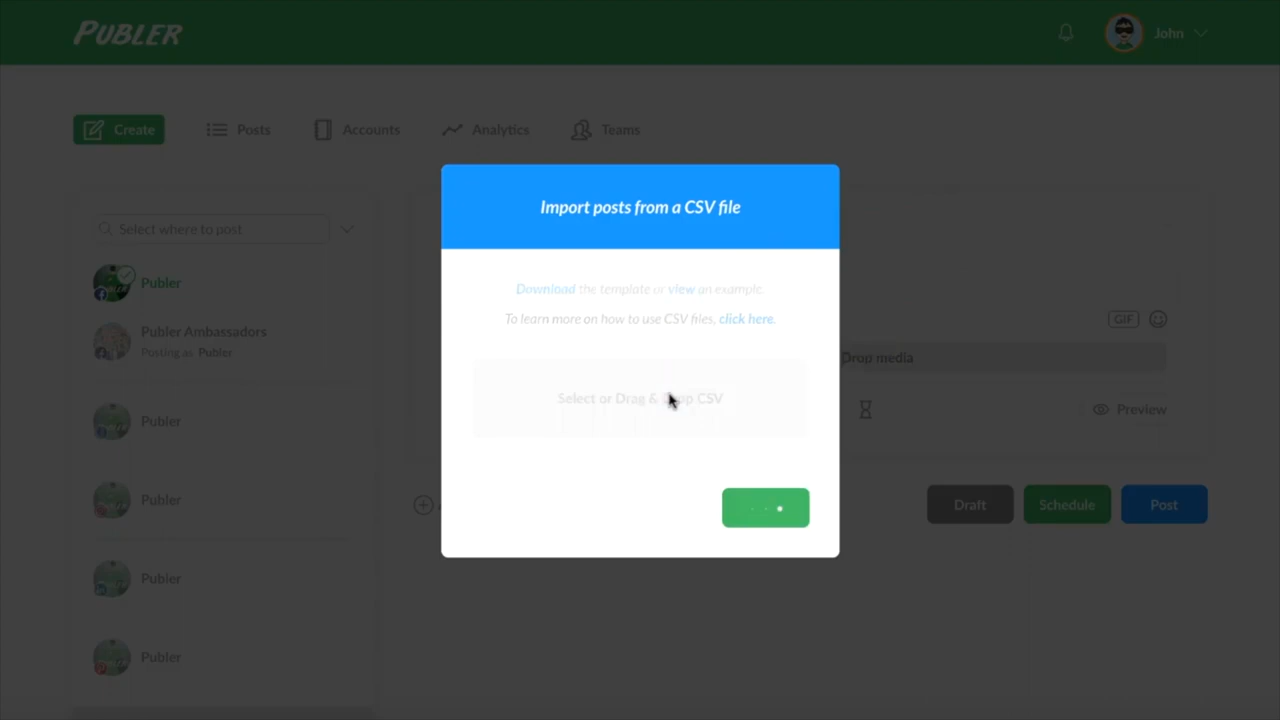 PUBLER
John
Create
Posts
Accounts
Analytics
Teams
Import posts from a CSV file
Select where to post
Download the template or view an example.
To learn more on how to use CSV files, click here.
Publer
Publer Ambassadors
Posting as Publer
GIF
Drop media
Select or Drag & Drop CSV
Preview
Publer
Publer
Draft
Schedule
Post
Publer
Publer